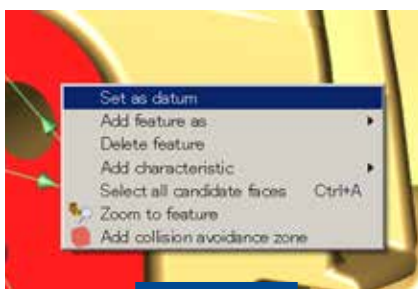 Set as datum
Add feature as
Delete feature
Add characteristic
Select all candidate faces Ctrl+A
Zoom to feature
Add collision avoidance zone